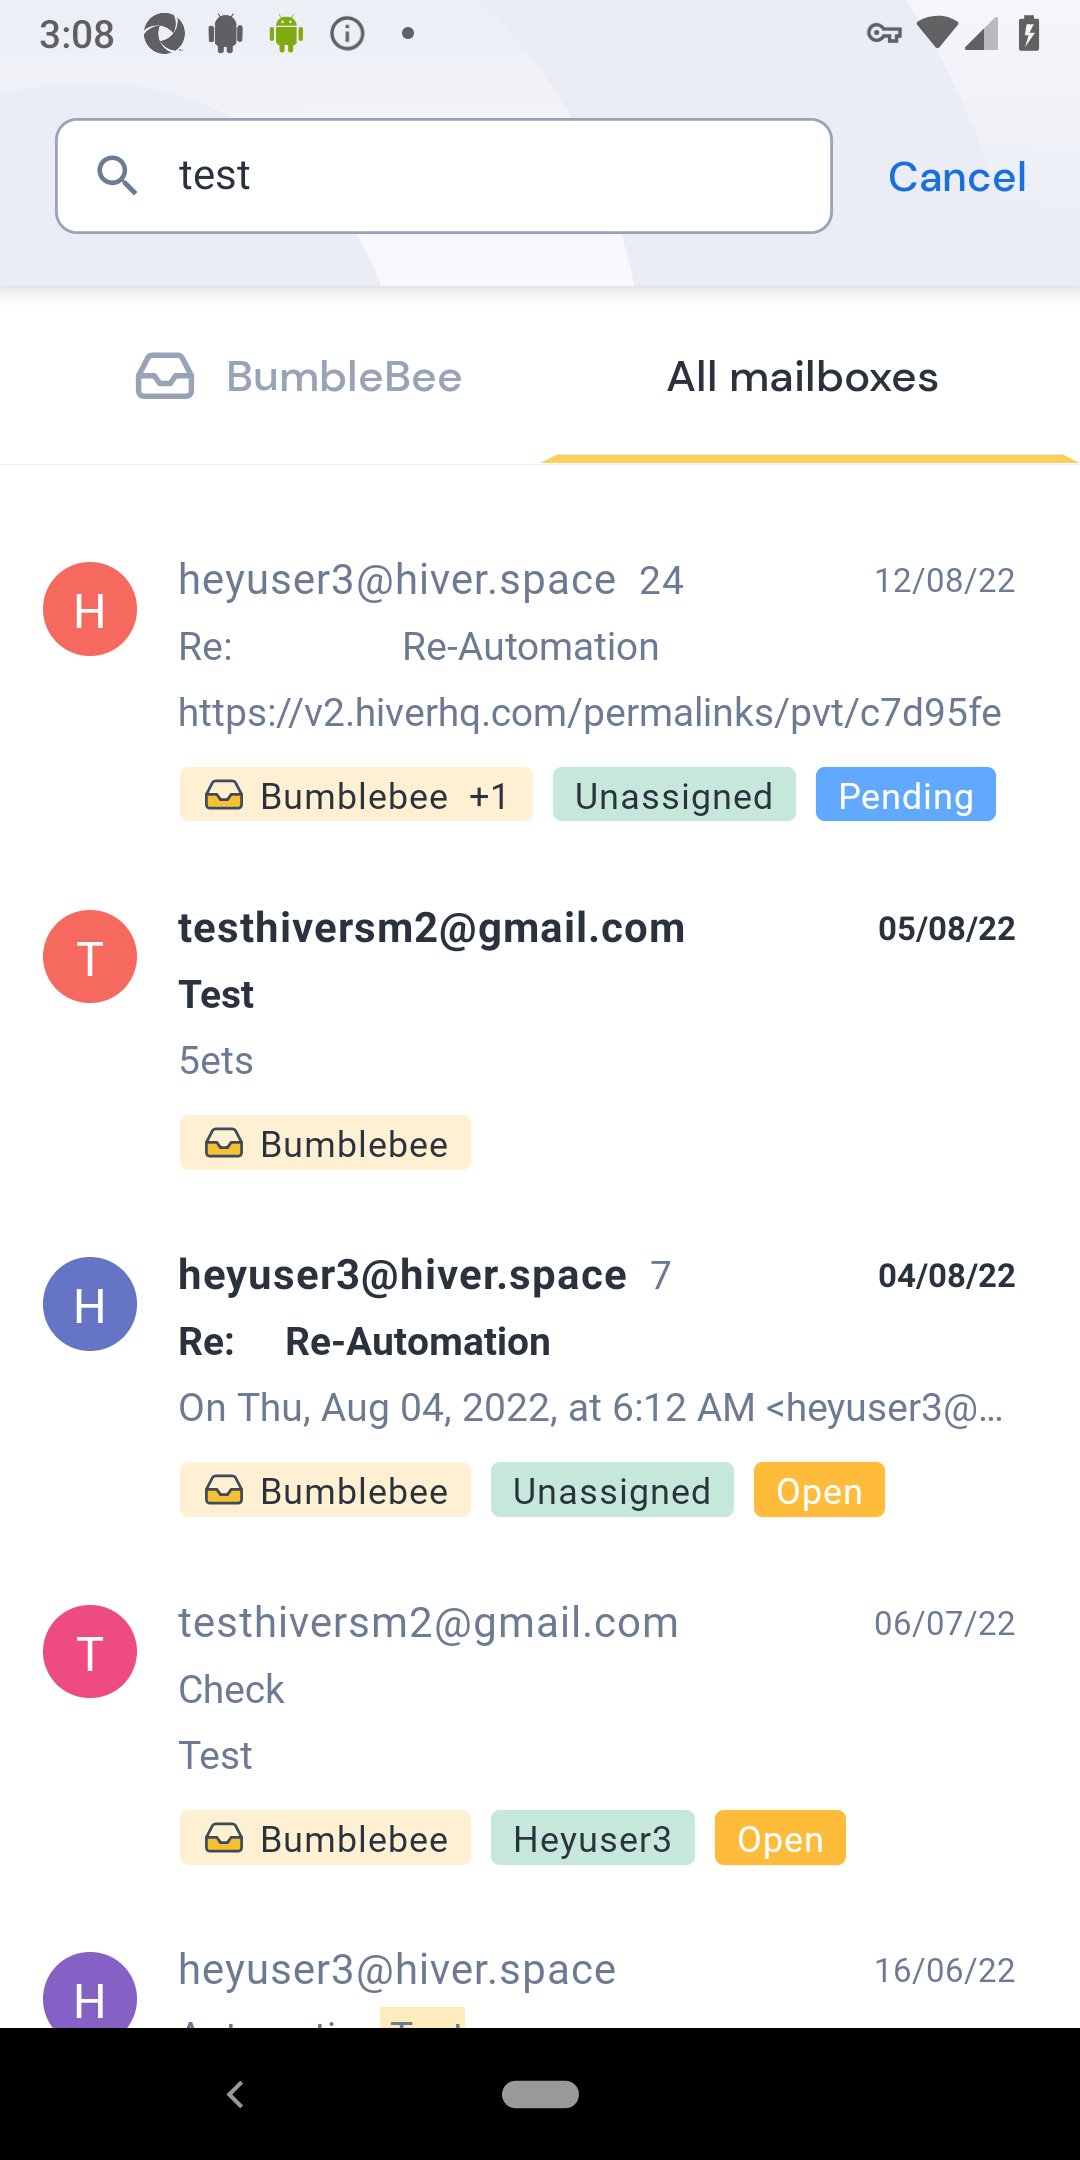 3:08
test
Cancel
BumbleBee
All mailboxes
H
heyuser3@hiver.space 24
12/08/22
Re: Re-Automation
https://v2.hiverhq.com/permalinks/pvt/c7d95fe
Bumblebee +1
Unassigned
Pending
T
testhiversm2@gmail.com
05/08/22
Test
5ets
Bumblebee
H
heyuser3@hiver.space 7
04/08/22
Re: Re-Automation
On Thu, Aug 04, 2022, at 6:12 AM <heyuser3@...
Bumblebee
Unassigned
Open
T
testhiversm2@gmail.com
06/07/22
Check
Test
Bumblebee
Heyuser3
Open
H
heyuser3@hiver.space
16/06/22